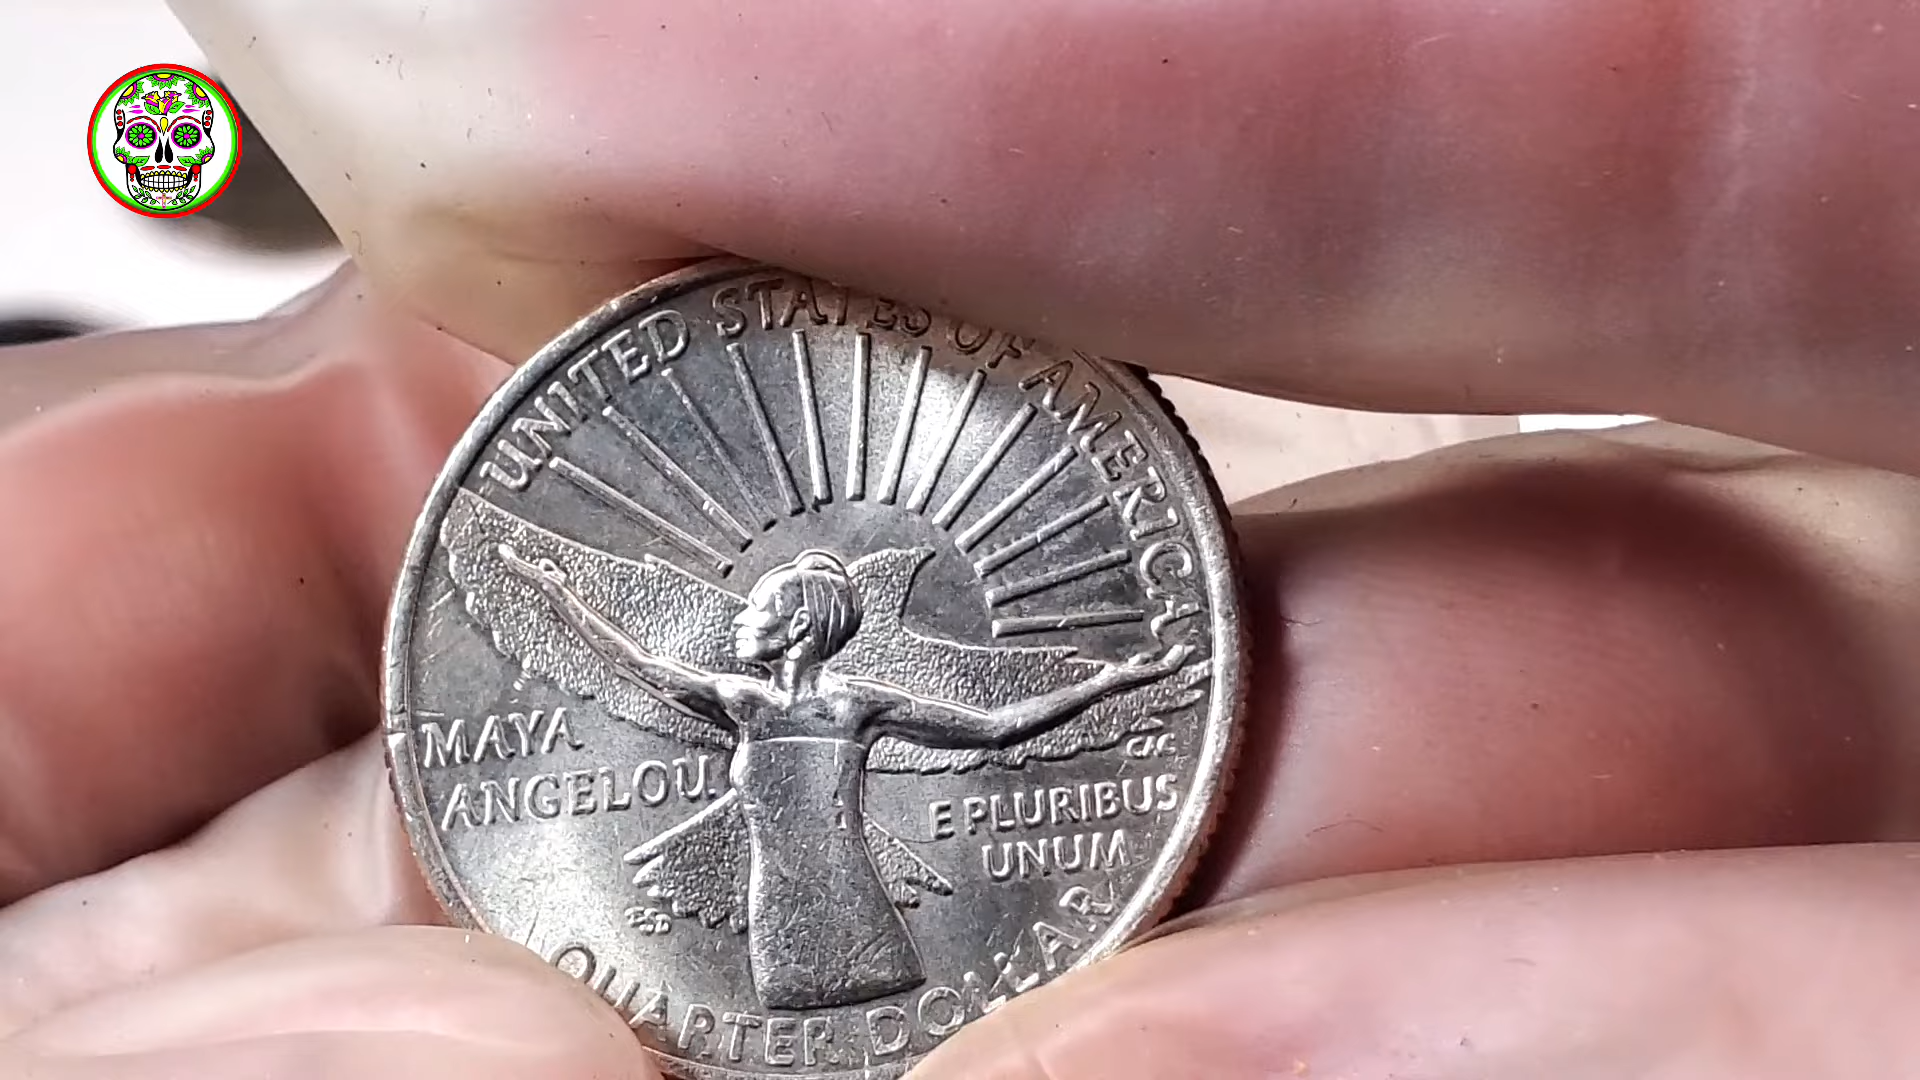 UNITED STATES OF AMERICA
MAYA
ANGELOU
E PLURIBUS
UNUM
QUARTER DOLLAR